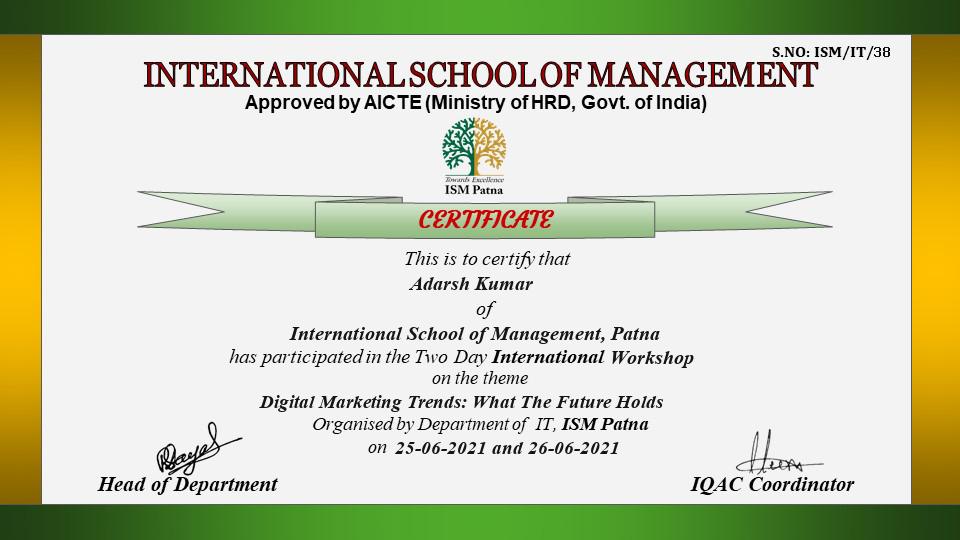 S.NO: ISM/IT/38
INTERNATIONAL SCHOOL OF MANAGEMENT
Approved by AICTE (Ministry of HRD, Govt. of India)
Towards Excellence
ISM Patna
CERTIFICATE
This is to certify that
Adarsh Kumar
of
International School of Management, Patna
has participated in the Two Day International Workshop
on the theme
Digital Marketing Trends: What The Future Holds
Organised by Department of IT, ISM Patna
on 25-06-2021 and 26-06-2021
Head of Department
IQAC Coordinator